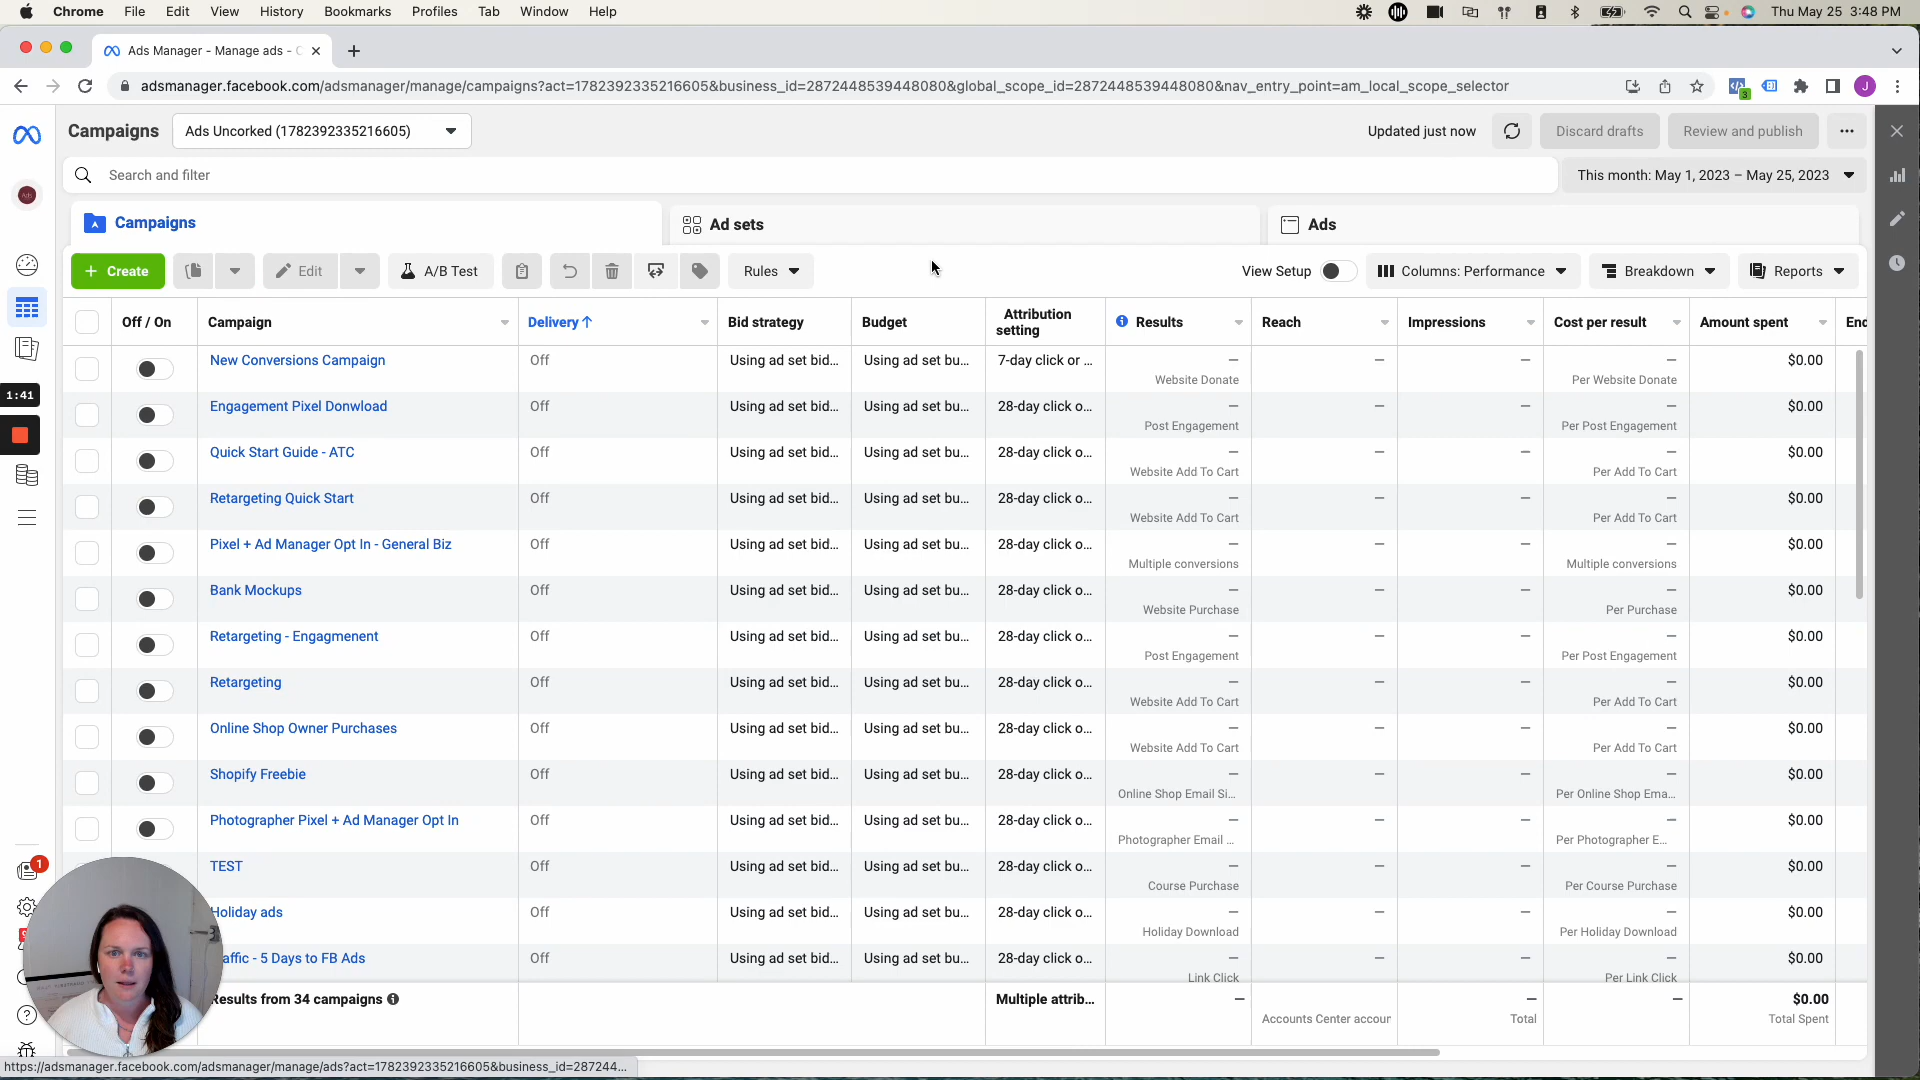 Chrome File Edit View History Bookmarks Profiles Tab Window Help Thu May 25 3:48 PM
Ads Manager - Manage ads - C
adsmanager.facebook.com/adsmanager/manage/campaigns?act=1782392335216605&business_id=2872448539448080&global_scope_id=2872448539448080&nav_entry_point=am_local_scope_selector
3
J
Campaigns Ads Uncorked (1782392335216605) Updated just now Discard drafts Review and publish
Search and filter This month: May 1, 2023 – May 25, 2023
Campaigns Ad sets Ads
+ Create Edit A/B Test Rules View Setup Columns: Performance Breakdown Reports
Off / On Campaign Delivery ↑ Bid strategy Budget Attribution setting Results Reach Impressions Cost per result Amount spent End
New Conversions Campaign Off Using ad set bid... Using ad set bu... 7-day click or ... — — — — $0.00
Website Donate Per Website Donate
1:41
Engagement Pixel Donwload Off Using ad set bid... Using ad set bu... 28-day click o... — — — — $0.00
Post Engagement Per Post Engagement
Quick Start Guide - ATC Off Using ad set bid... Using ad set bu... 28-day click o... — — — — $0.00
Website Add To Cart Per Add To Cart
Retargeting Quick Start Off Using ad set bid... Using ad set bu... 28-day click o... — — — — $0.00
Website Add To Cart Per Add To Cart
Pixel + Ad Manager Opt In - General Biz Off Using ad set bid... Using ad set bu... 28-day click o... — — — — $0.00
Multiple conversions Multiple conversions
Bank Mockups Off Using ad set bid... Using ad set bu... 28-day click o... — — — — $0.00
Website Purchase Per Purchase
Retargeting - Engagmenent Off Using ad set bid... Using ad set bu... 28-day click o... — — — — $0.00
Post Engagement Per Post Engagement
Retargeting Off Using ad set bid... Using ad set bu... 28-day click o... — — — — $0.00
Website Add To Cart Per Add To Cart
Online Shop Owner Purchases Off Using ad set bid... Using ad set bu... 28-day click o... — — — — $0.00
Website Add To Cart Per Add To Cart
Shopify Freebie Off Using ad set bid... Using ad set bu... 28-day click o... — — — — $0.00
Online Shop Email Si... Per Online Shop Ema...
Photographer Pixel + Ad Manager Opt In Off Using ad set bid... Using ad set bu... 28-day click o... — — — — $0.00
Photographer Email ... Per Photographer E...
1
TEST Off Using ad set bid... Using ad set bu... 28-day click o... — — — — $0.00
Course Purchase Per Course Purchase
Holiday ads Off Using ad set bid... Using ad set bu... 28-day click o... — — — — $0.00
Holiday Download Per Holiday Download
affic - 5 Days to FB Ads Off Using ad set bid... Using ad set bu... 28-day click o... — — — — $0.00
Link Click Per Link Click
Results from 34 campaigns Multiple attrib... — — — $0.00
Accounts Center accour Total Total Spent
https://adsmanager.facebook.com/adsmanager/manage/ads?act=1782392335216605&business_id=287244...